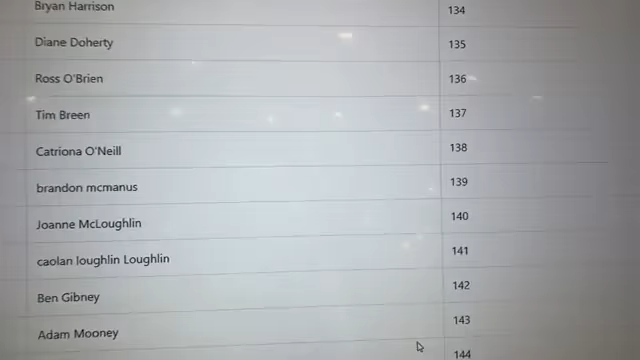 Bryan Harrison 134
Diane Doherty 135
Ross O'Brien 136
Tim Breen 137
Catriona O'Neill 138
brandon mcmanus 139
Joanne McLoughlin 140
caolan loughlin Loughlin 141
Ben Gibney 142
Adam Mooney 143
144